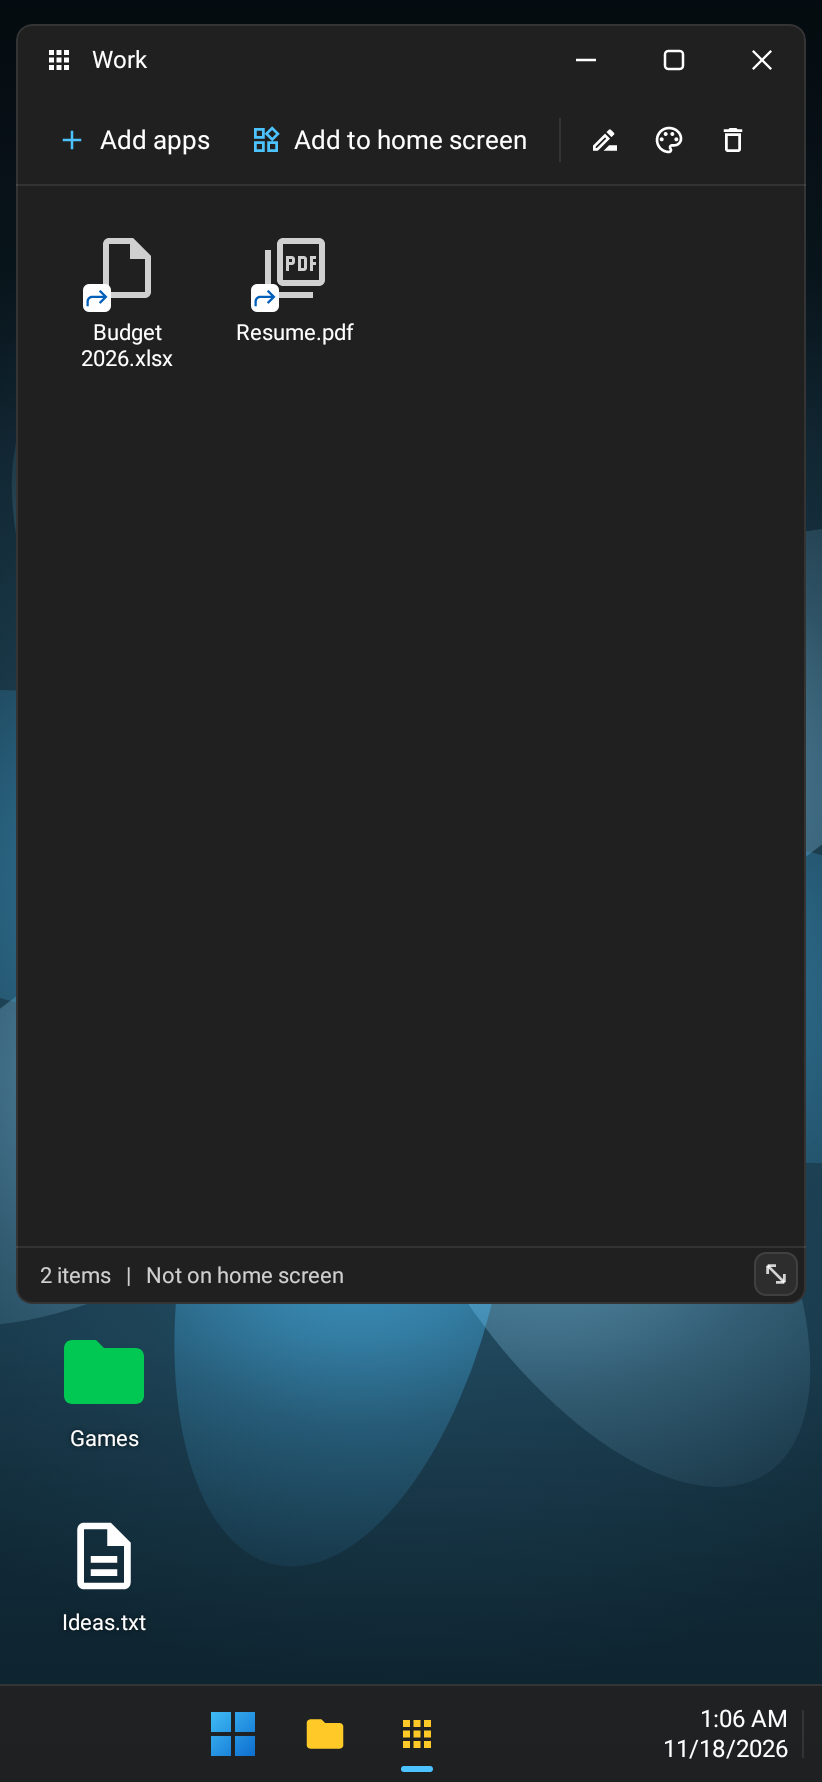 Work
Add apps
Add to home screen
PDF
Budget
2026.xlsx
Resume.pdf
2 items | Not on home screen
Games
Ideas.txt
1:06 AM
11/18/2026